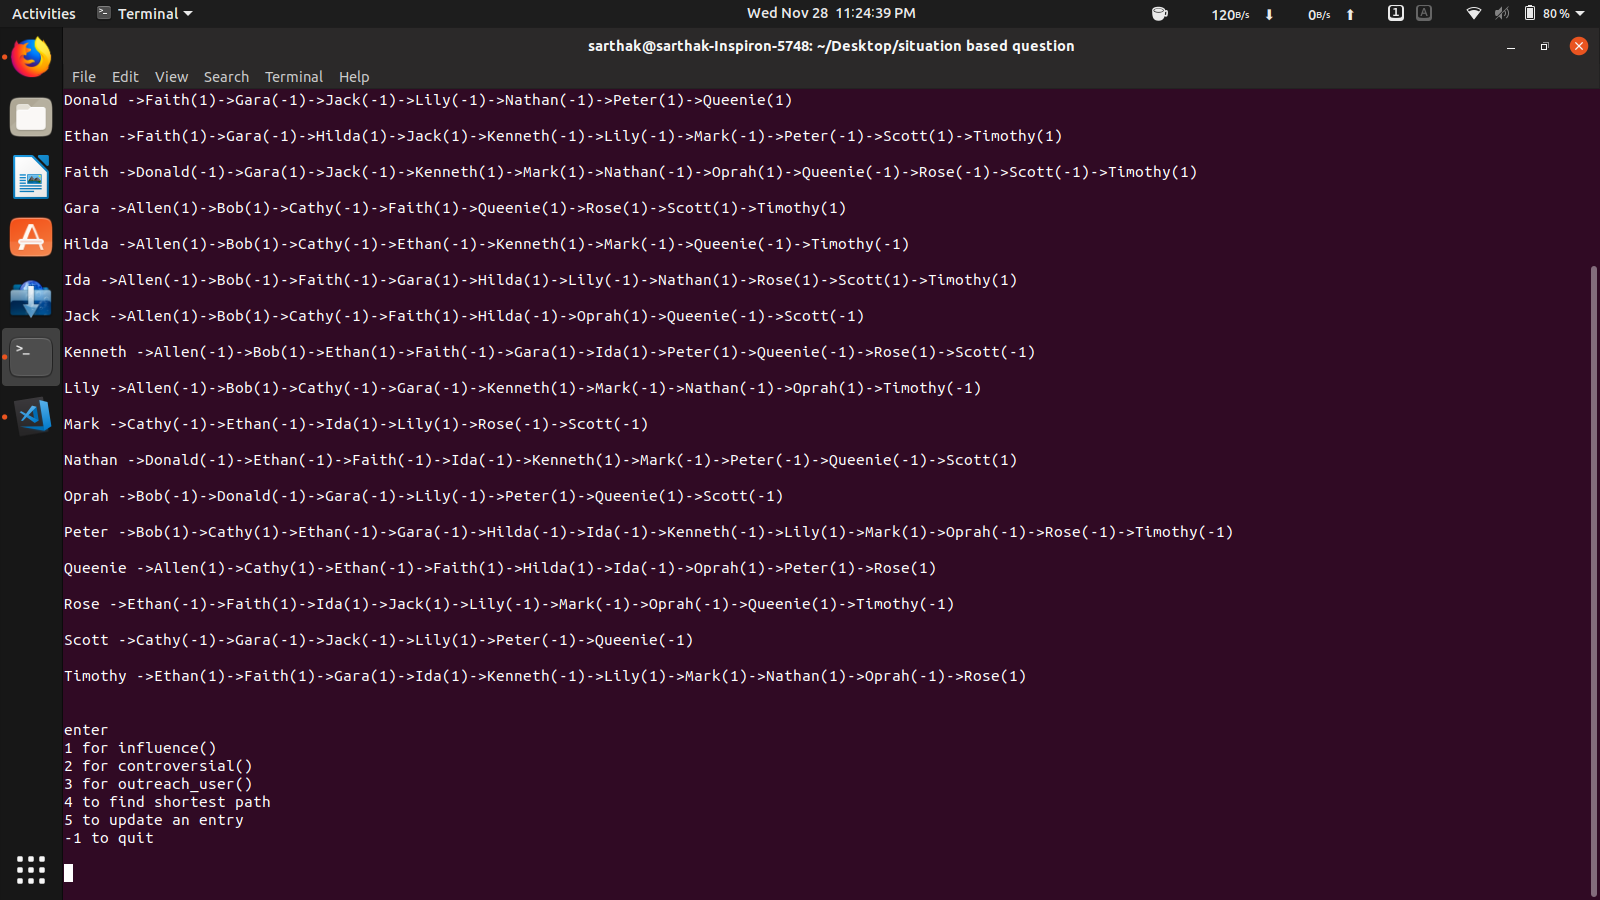 Activities Terminal Wed Nov 28 11:24:39 PM 120B/s 0B/s 1 A 80%
sarthak@sarthak-Inspiron-5748: ~/Desktop/situation based question
File Edit View Search Terminal Help
Donald ->Faith(1)->Gara(-1)->Jack(-1)->Lily(-1)->Nathan(-1)->Peter(1)->Queenie(1)
Ethan ->Faith(1)->Gara(-1)->Hilda(1)->Jack(1)->Kenneth(-1)->Lily(-1)->Mark(-1)->Peter(-1)->Scott(1)->Timothy(1)
Faith ->Donald(-1)->Gara(1)->Jack(-1)->Kenneth(1)->Mark(1)->Nathan(-1)->Oprah(1)->Queenie(-1)->Rose(-1)->Scott(-1)->Timothy(1)
Gara ->Allen(1)->Bob(1)->Cathy(-1)->Faith(1)->Queenie(1)->Rose(1)->Scott(1)->Timothy(1)
Hilda ->Allen(1)->Bob(1)->Cathy(-1)->Ethan(-1)->Kenneth(1)->Mark(-1)->Queenie(-1)->Timothy(-1)
Ida ->Allen(-1)->Bob(-1)->Faith(-1)->Gara(1)->Hilda(1)->Lily(-1)->Nathan(1)->Rose(1)->Scott(1)->Timothy(1)
Jack ->Allen(1)->Bob(1)->Cathy(-1)->Faith(1)->Hilda(-1)->Oprah(1)->Queenie(-1)->Scott(-1)
Kenneth ->Allen(-1)->Bob(1)->Ethan(1)->Faith(-1)->Gara(1)->Ida(1)->Peter(1)->Queenie(-1)->Rose(1)->Scott(-1)
Lily ->Allen(-1)->Bob(1)->Cathy(-1)->Gara(-1)->Kenneth(1)->Mark(-1)->Nathan(-1)->Oprah(1)->Timothy(-1)
Mark ->Cathy(-1)->Ethan(-1)->Ida(1)->Lily(1)->Rose(-1)->Scott(-1)
Nathan ->Donald(-1)->Ethan(-1)->Faith(-1)->Ida(-1)->Kenneth(1)->Mark(-1)->Peter(-1)->Queenie(-1)->Scott(1)
Oprah ->Bob(-1)->Donald(-1)->Gara(-1)->Lily(-1)->Peter(1)->Queenie(1)->Scott(-1)
Peter ->Bob(1)->Cathy(1)->Ethan(-1)->Gara(-1)->Hilda(-1)->Ida(-1)->Kenneth(-1)->Lily(1)->Mark(1)->Oprah(-1)->Rose(-1)->Timothy(-1)
Queenie ->Allen(1)->Cathy(1)->Ethan(-1)->Faith(1)->Hilda(1)->Ida(-1)->Oprah(1)->Peter(1)->Rose(1)
Rose ->Ethan(-1)->Faith(1)->Ida(1)->Jack(1)->Lily(-1)->Mark(-1)->Oprah(-1)->Queenie(1)->Timothy(-1)
Scott ->Cathy(-1)->Gara(-1)->Jack(-1)->Lily(1)->Peter(-1)->Queenie(-1)
Timothy ->Ethan(1)->Faith(1)->Gara(1)->Ida(1)->Kenneth(-1)->Lily(1)->Mark(1)->Nathan(1)->Oprah(-1)->Rose(1)
enter
1 for influence()
2 for controversial()
3 for outreach_user()
4 to find shortest path
5 to update an entry
-1 to quit